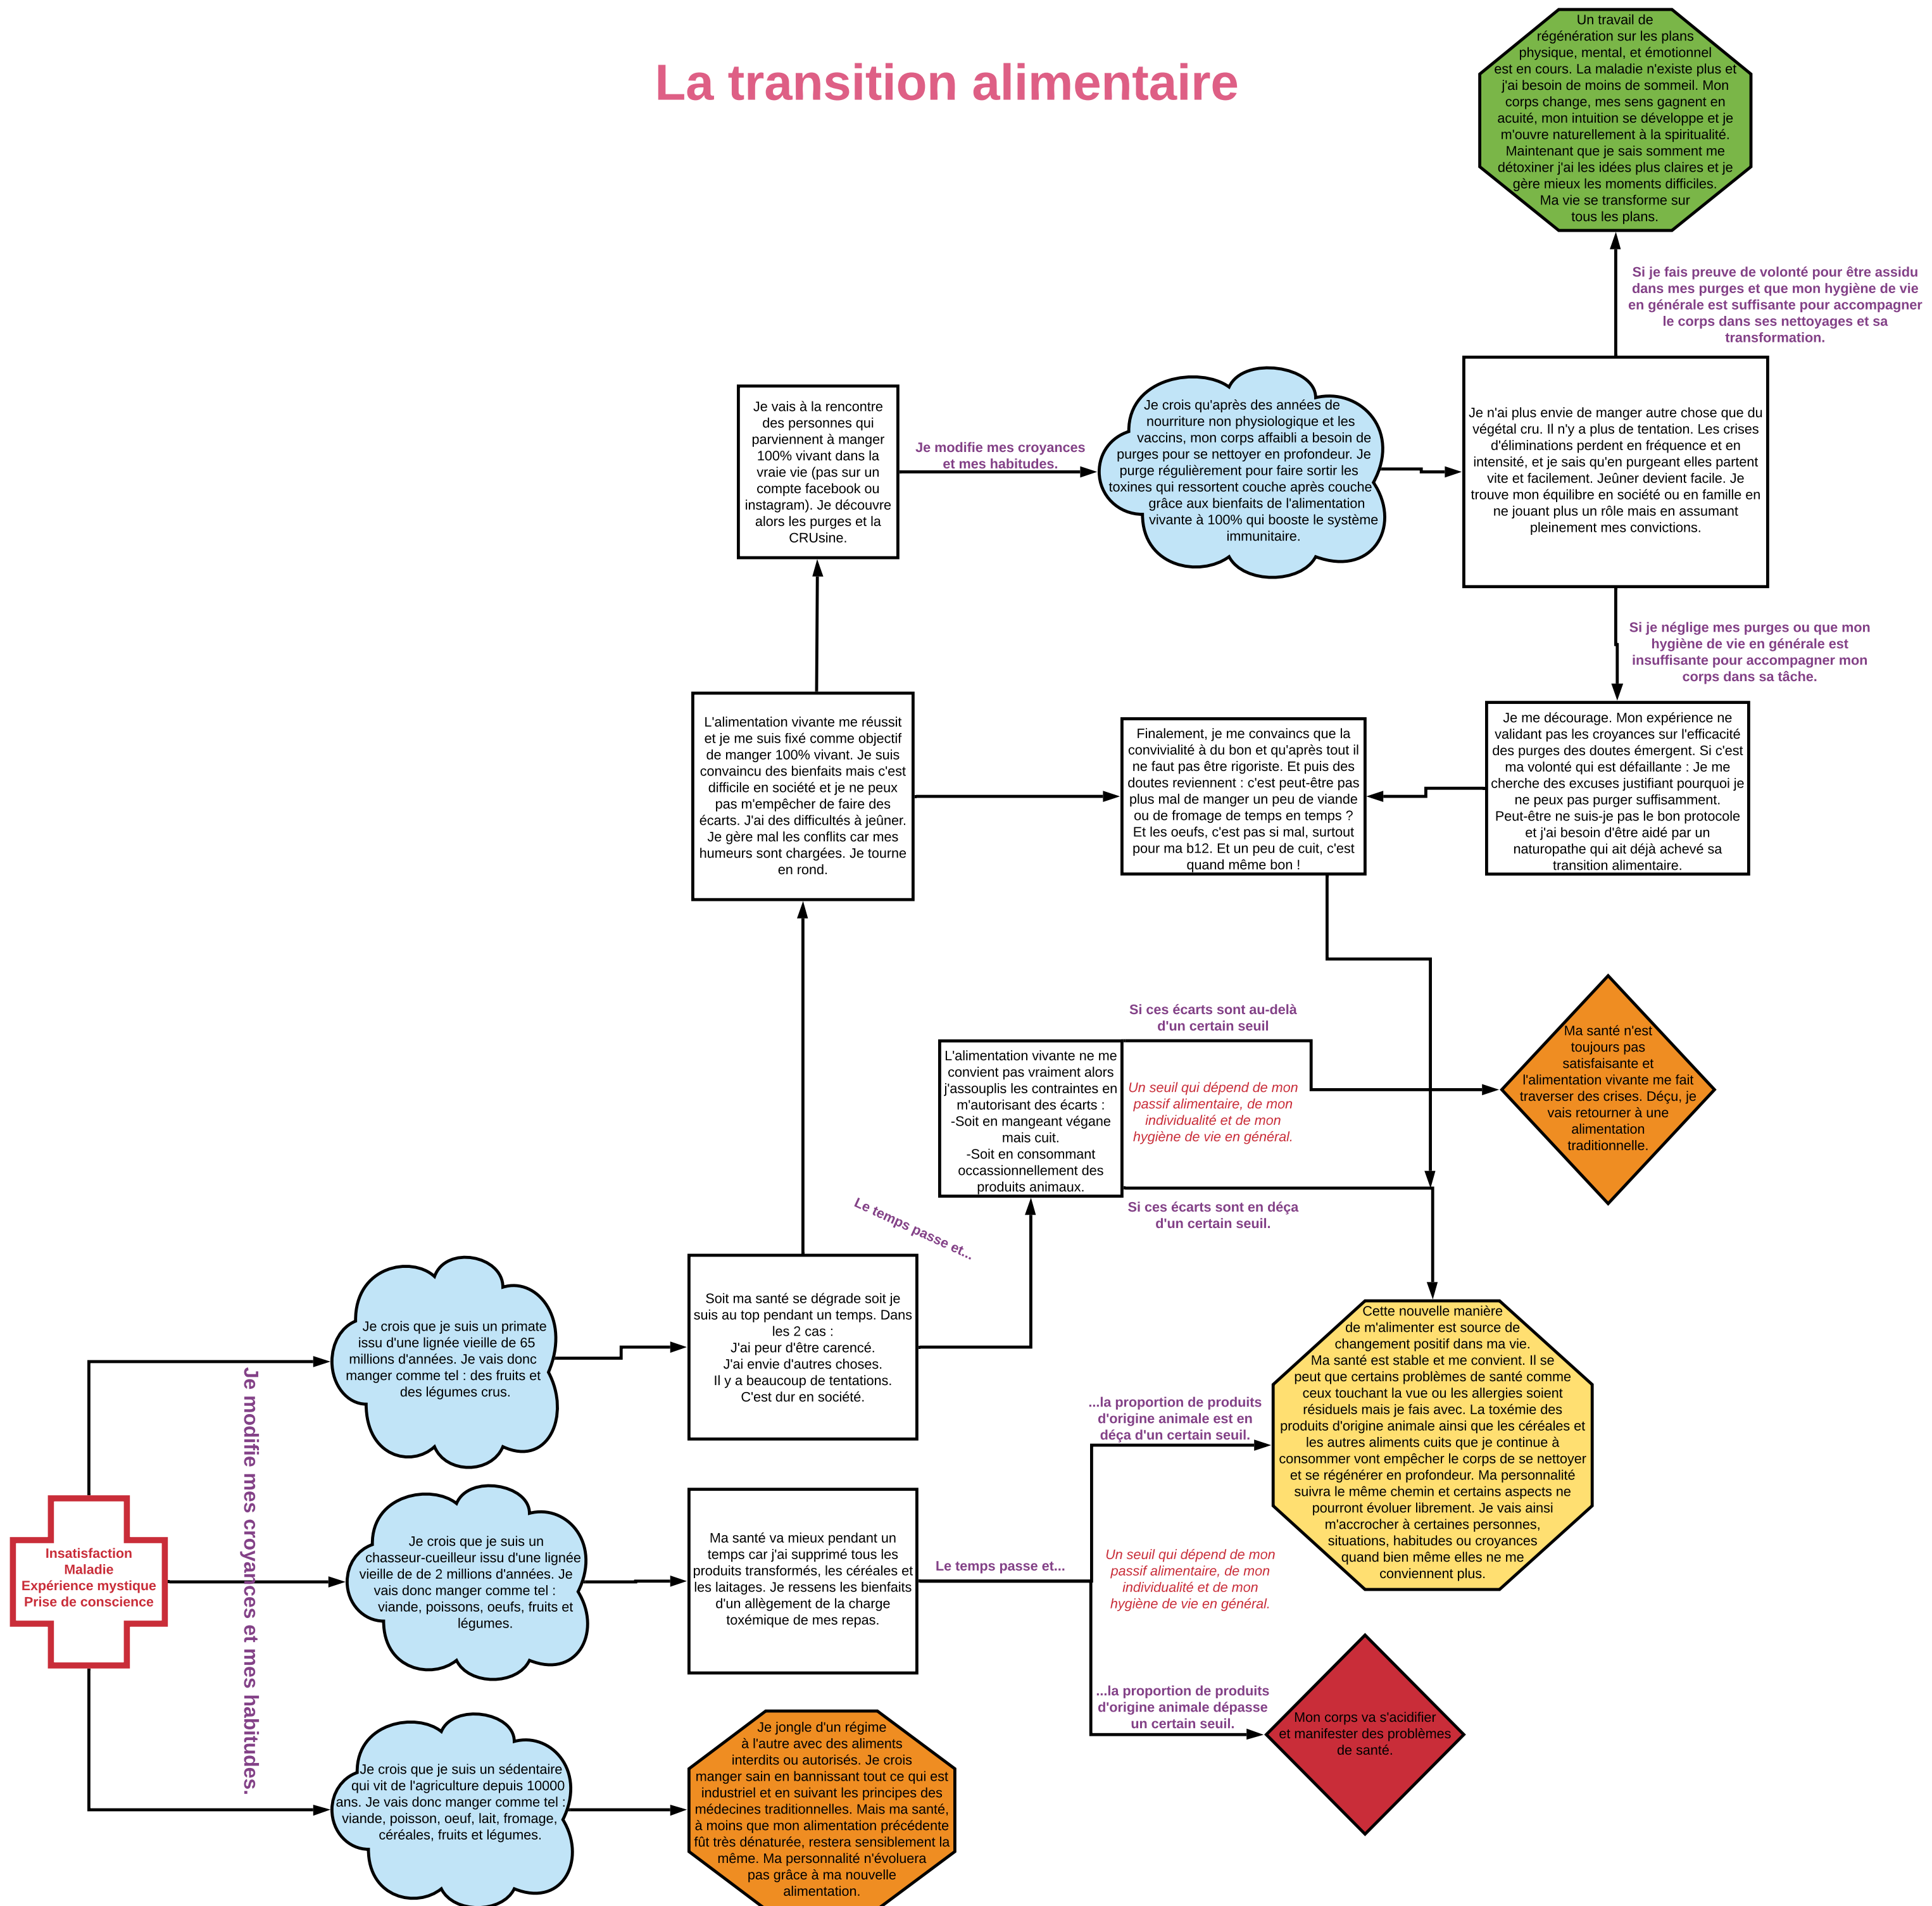 La transition alimentaire
Un travail de
régénération sur les plans
physique, mental, et émotionnel
est en cours. La maladie n'existe plus et
j'ai besoin de moins de sommeil. Mon
corps change, mes sens gagnent en
acuité, mon intuition se développe et je
m'ouvre naturellement à la spiritualité.
Maintenant que je sais somment me
détoxiner j'ai les idées plus claires et je
gère mieux les moments difficiles.
Ma vie se transforme sur
tous les plans.
Si je fais preuve de volonté pour être assidu
dans mes purges et que mon hygiène de vie
en générale est suffisante pour accompagner
le corps dans ses nettoyages et sa
transformation.
Je vais à la rencontre
des personnes qui
parviennent à manger
100% vivant dans la
vraie vie (pas sur un
compte facebook ou
instagram). Je découvre
alors les purges et la
CRUsine.
Je modifie mes croyances
et mes habitudes.
Je crois qu'après des années de
nourriture non physiologique et les
vaccins, mon corps affaibli a besoin de
purges pour se nettoyer en profondeur. Je
purge régulièrement pour faire sortir les
toxines qui ressortent couche après couche
grâce aux bienfaits de l'alimentation
vivante à 100% qui booste le système
immunitaire.
Je n'ai plus envie de manger autre chose que du
végétal cru. Il n'y a plus de tentation. Les crises
d'éliminations perdent en fréquence et en
intensité, et je sais qu'en purgeant elles partent
vite et facilement. Jeûner devient facile. Je
trouve mon équilibre en société ou en famille en
ne jouant plus un rôle mais en assumant
pleinement mes convictions.
Si je néglige mes purges ou que mon
hygiène de vie en générale est
insuffisante pour accompagner mon
corps dans sa tâche.
L'alimentation vivante me réussit
et je me suis fixé comme objectif
de manger 100% vivant. Je suis
convaincu des bienfaits mais c'est
difficile en société et je ne peux
pas m'empêcher de faire des
écarts. J'ai des difficultés à jeûner.
Je gère mal les conflits car mes
humeurs sont chargées. Je tourne
en rond.
Finalement, je me convaincs que la
convivialité à du bon et qu'après tout il
ne faut pas être rigoriste. Et puis des
doutes reviennent : c'est peut-être pas
plus mal de manger un peu de viande
ou de fromage de temps en temps ?
Et les oeufs, c'est pas si mal, surtout
pour ma b12. Et un peu de cuit, c'est
quand même bon !
Je me décourage. Mon expérience ne
validant pas les croyances sur l'efficacité
des purges des doutes émergent. Si c'est
ma volonté qui est défaillante : Je me
cherche des excuses justifiant pourquoi je
ne peux pas purger suffisamment.
Peut-être ne suis-je pas le bon protocole
et j'ai besoin d'être aidé par un
naturopathe qui ait déjà achevé sa
transition alimentaire.
Si ces écarts sont au-delà
d'un certain seuil
L'alimentation vivante ne me
convient pas vraiment alors
j'assouplis les contraintes en
m'autorisant des écarts :
-Soit en mangeant végane
mais cuit.
-Soit en consommant
occassionnellement des
produits animaux.
Un seuil qui dépend de mon
passif alimentaire, de mon
individualité et de mon
hygiène de vie en général.
Ma santé n'est
toujours pas
satisfaisante et
l'alimentation vivante me fait
traverser des crises. Déçu, je
vais retourner à une
alimentation
traditionnelle.
Si ces écarts sont en déça
d'un certain seuil.
Le temps passe et...
Je crois que je suis un primate
issu d'une lignée vieille de 65
millions d'années. Je vais donc
manger comme tel : des fruits et
des légumes crus.
Soit ma santé se dégrade soit je
suis au top pendant un temps. Dans
les 2 cas :
J'ai peur d'être carencé.
J'ai envie d'autres choses.
Il y a beaucoup de tentations.
C'est dur en société.
Cette nouvelle manière
de m'alimenter est source de
changement positif dans ma vie.
Ma santé est stable et me convient. Il se
peut que certains problèmes de santé comme
ceux touchant la vue ou les allergies soient
résiduels mais je fais avec. La toxémie des
produits d'origine animale ainsi que les céréales et
les autres aliments cuits que je continue à
consommer vont empêcher le corps de se nettoyer
et se régénérer en profondeur. Ma personnalité
suivra le même chemin et certains aspects ne
pourront évoluer librement. Je vais ainsi
m'accrocher à certaines personnes,
situations, habitudes ou croyances
quand bien même elles ne me
conviennent plus.
...la proportion de produits
d'origine animale est en
déça d'un certain seuil.
Je modifie mes croyances et mes habitudes.
Insatisfaction
Maladie
Expérience mystique
Prise de conscience
Je crois que je suis un
chasseur-cueilleur issu d'une lignée
vieille de de 2 millions d'années. Je
vais donc manger comme tel :
viande, poissons, oeufs, fruits et
légumes.
Ma santé va mieux pendant un
temps car j'ai supprimé tous les
produits transformés, les céréales et
les laitages. Je ressens les bienfaits
d'un allègement de la charge
toxémique de mes repas.
Le temps passe et...
Un seuil qui dépend de mon
passif alimentaire, de mon
individualité et de mon
hygiène de vie en général.
...la proportion de produits
d'origine animale dépasse
un certain seuil.
Mon corps va s'acidifier
et manifester des problèmes
de santé.
Je crois que je suis un sédentaire
qui vit de l'agriculture depuis 10000
ans. Je vais donc manger comme tel :
viande, poisson, oeuf, lait, fromage,
céréales, fruits et légumes.
Je jongle d'un régime
à l'autre avec des aliments
interdits ou autorisés. Je crois
manger sain en bannissant tout ce qui est
industriel et en suivant les principes des
médecines traditionnelles. Mais ma santé,
à moins que mon alimentation précédente
fût très dénaturée, restera sensiblement la
même. Ma personnalité n'évoluera
pas grâce à ma nouvelle
alimentation.